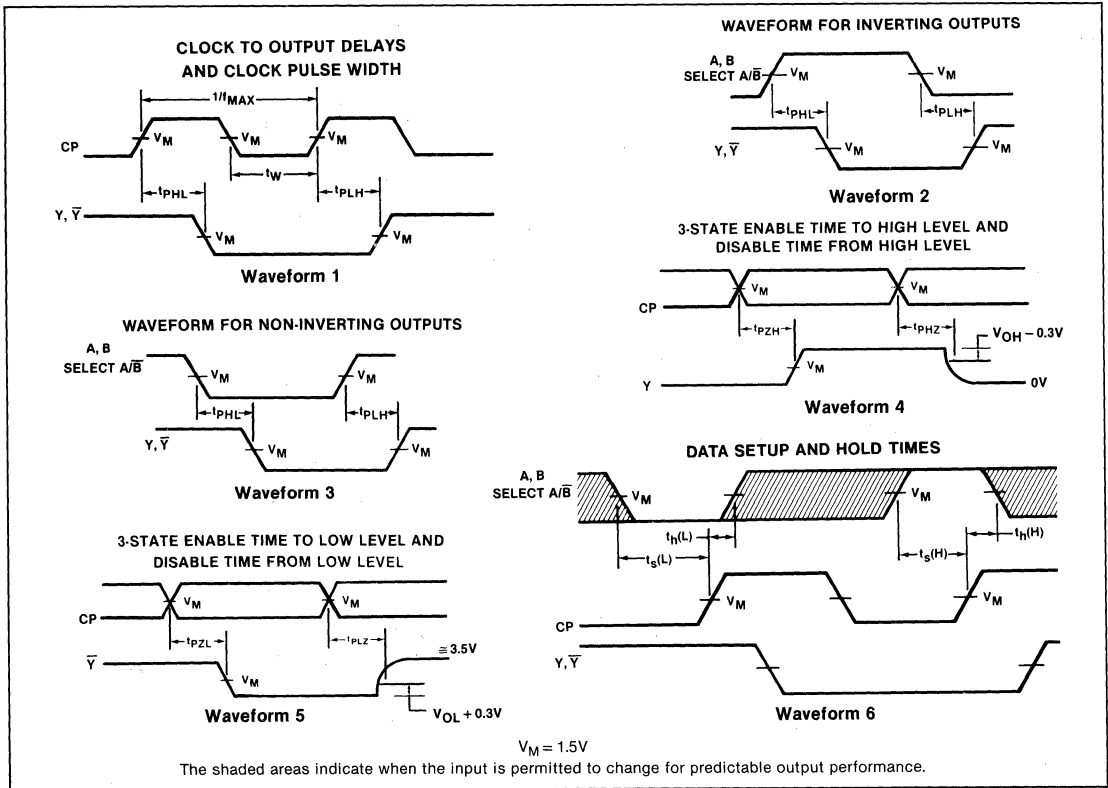 CLOCK TO OUTPUT DELAYS
AND CLOCK PULSE WIDTH
1/fMAX
CP
VM
VM
VM
tW
tPHL
tPLH
Y, Y̅
VM
VM
Waveform 1
WAVEFORM FOR INVERTING OUTPUTS
A, B
SELECT A/B̅
VM
VM
tPHL
tPLH
Y, Y̅
VM
VM
Waveform 2
WAVEFORM FOR NON-INVERTING OUTPUTS
A, B
SELECT A/B̅
VM
VM
tPHL
tPLH
Y, Y̅
VM
VM
Waveform 3
3-STATE ENABLE TIME TO HIGH LEVEL AND
DISABLE TIME FROM HIGH LEVEL
VM
VM
CP
tPZH
tPHZ
VOH − 0.3V
VM
Y
0V
Waveform 4
3-STATE ENABLE TIME TO LOW LEVEL AND
DISABLE TIME FROM LOW LEVEL
VM
VM
CP
tPZL
tPLZ
≅3.5V
Y̅
VM
VOL + 0.3V
Waveform 5
DATA SETUP AND HOLD TIMES
A, B
SELECT A/B̅
VM
VM
th(L)
th(H)
ts(L)
ts(H)
VM
VM
CP
Y, Y̅
Waveform 6
VM = 1.5V
The shaded areas indicate when the input is permitted to change for predictable output performance.